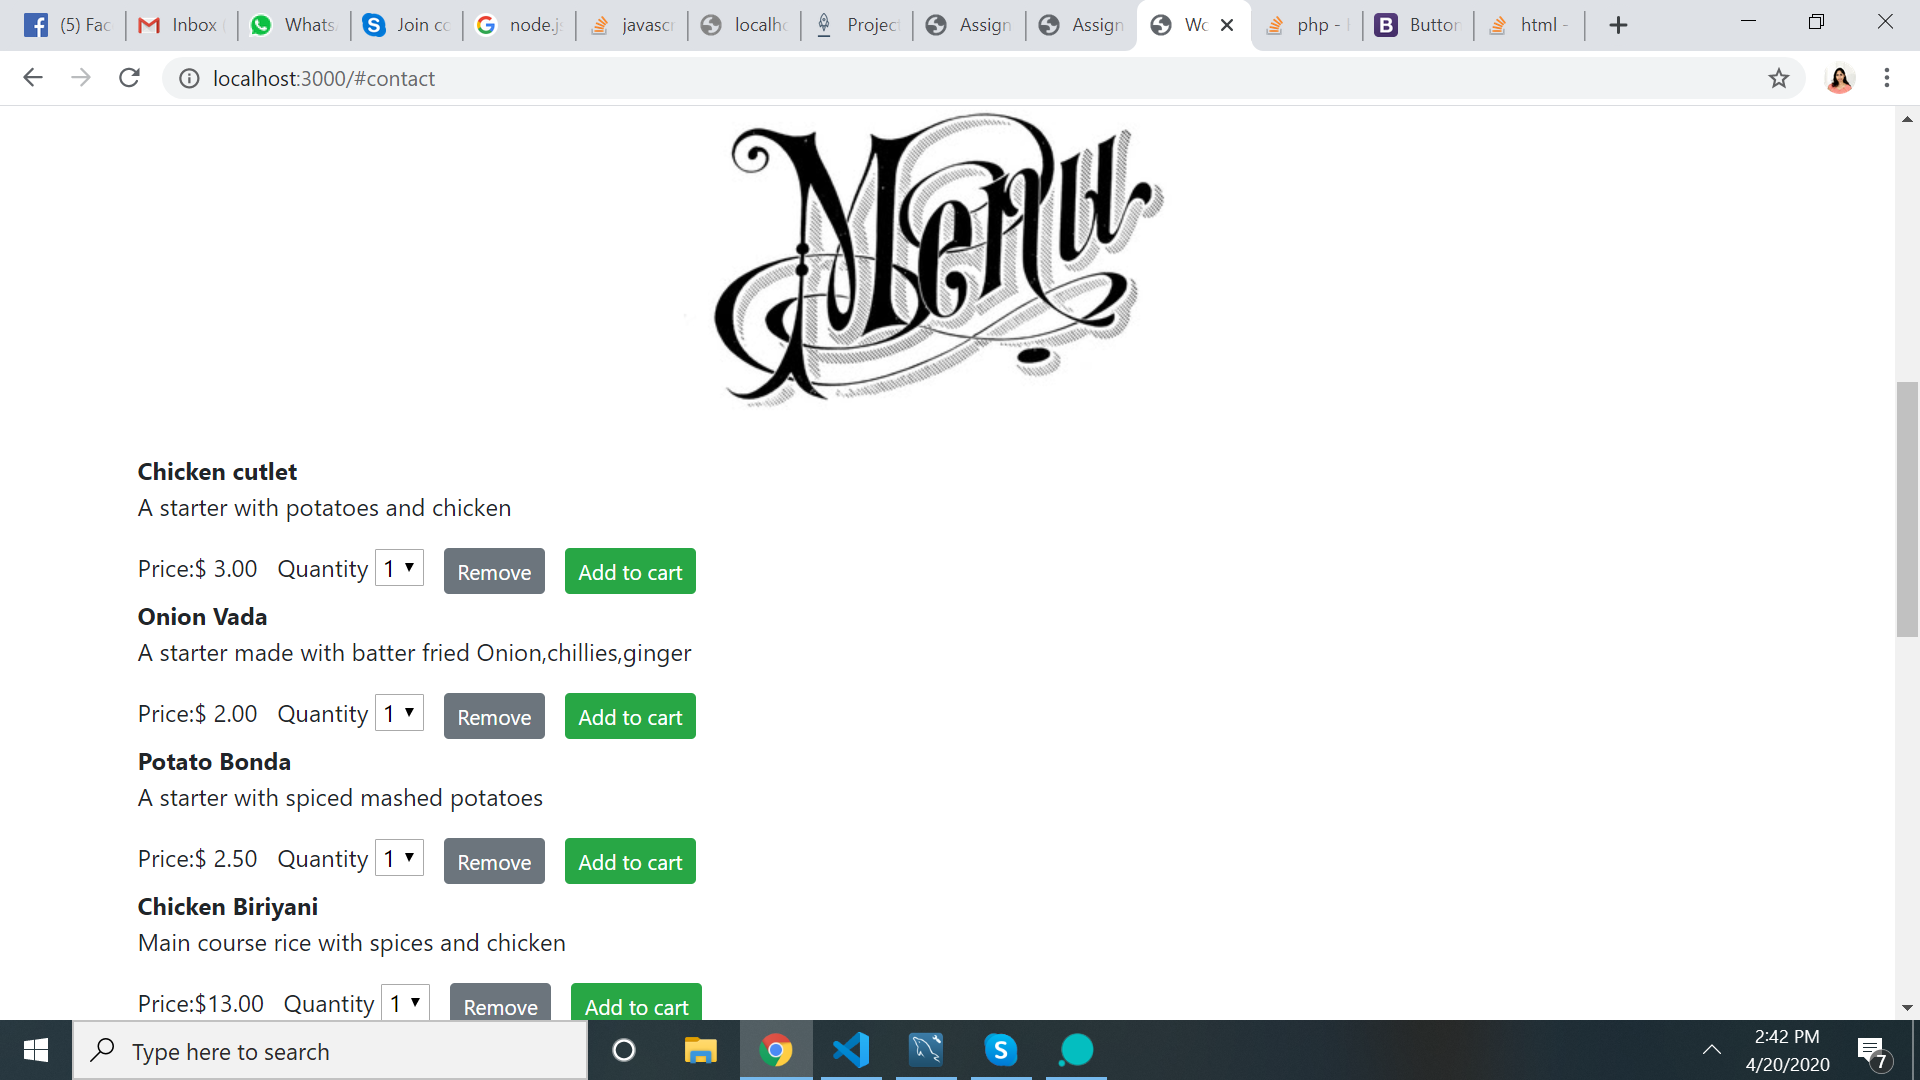 (5) Fac
Inbox (
Whats
Join co
node.js
javascr
localho
Project
Assign
Assign
Wo
php -
Button
html -
localhost:3000/#contact
Menu
Chicken cutlet
A starter with potatoes and chicken
Price:$ 3.00 Quantity 1 Remove Add to cart
Onion Vada
A starter made with batter fried Onion,chillies,ginger
Price:$ 2.00 Quantity 1 Remove Add to cart
Potato Bonda
A starter with spiced mashed potatoes
Price:$ 2.50 Quantity 1 Remove Add to cart
Chicken Biriyani
Main course rice with spices and chicken
Price:$13.00 Quantity 1 Remove Add to cart
Type here to search
2:42 PM
4/20/2020
7